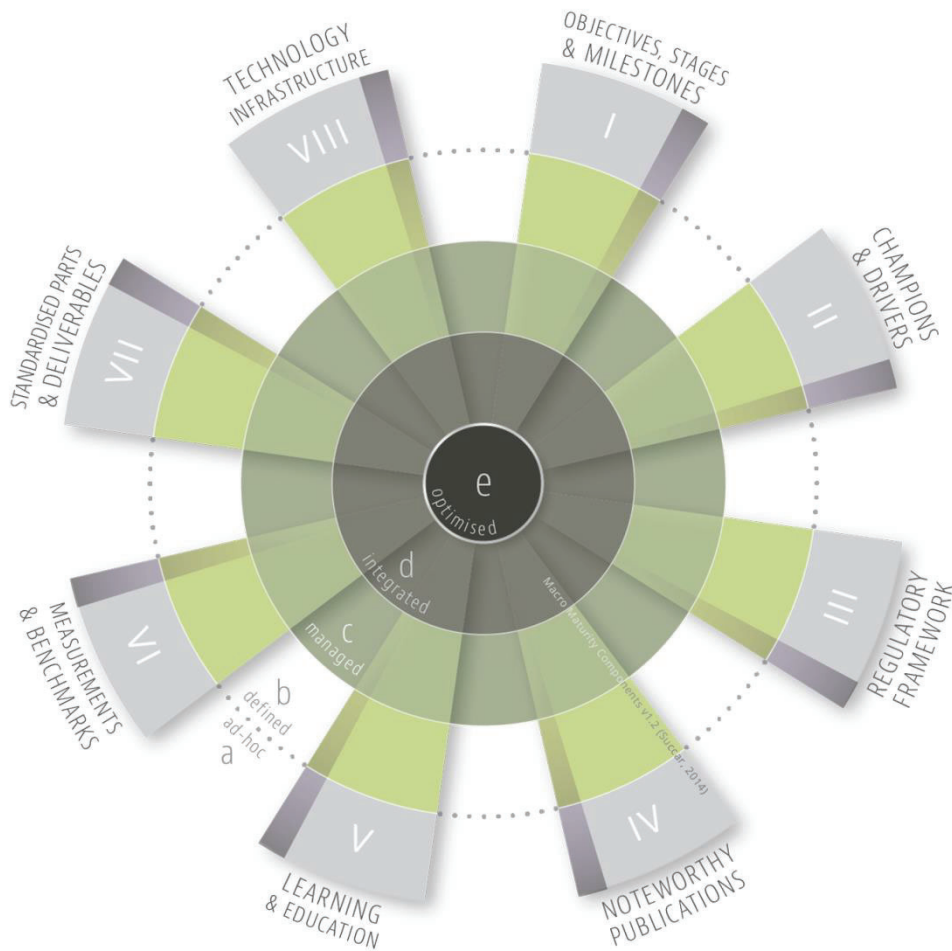 OBJECTIVES, STAGES
& MILESTONES
I
CHAMPIONS
& DRIVERS
II
REGULATORY
FRAMEWORK
III
NOTEWORTHY
PUBLICATIONS
IV
LEARNING
& EDUCATION
V
MEASUREMENTS
& BENCHMARKS
VI
STANDARDISED PARTS
& DELIVERABLES
VII
TECHNOLOGY
INFRASTRUCTURE
VIII
e
optimised
d
integrated
c
managed
b
defined
ad-hoc
a
Macro Maturity Components v1.2 (Succar, 2014)